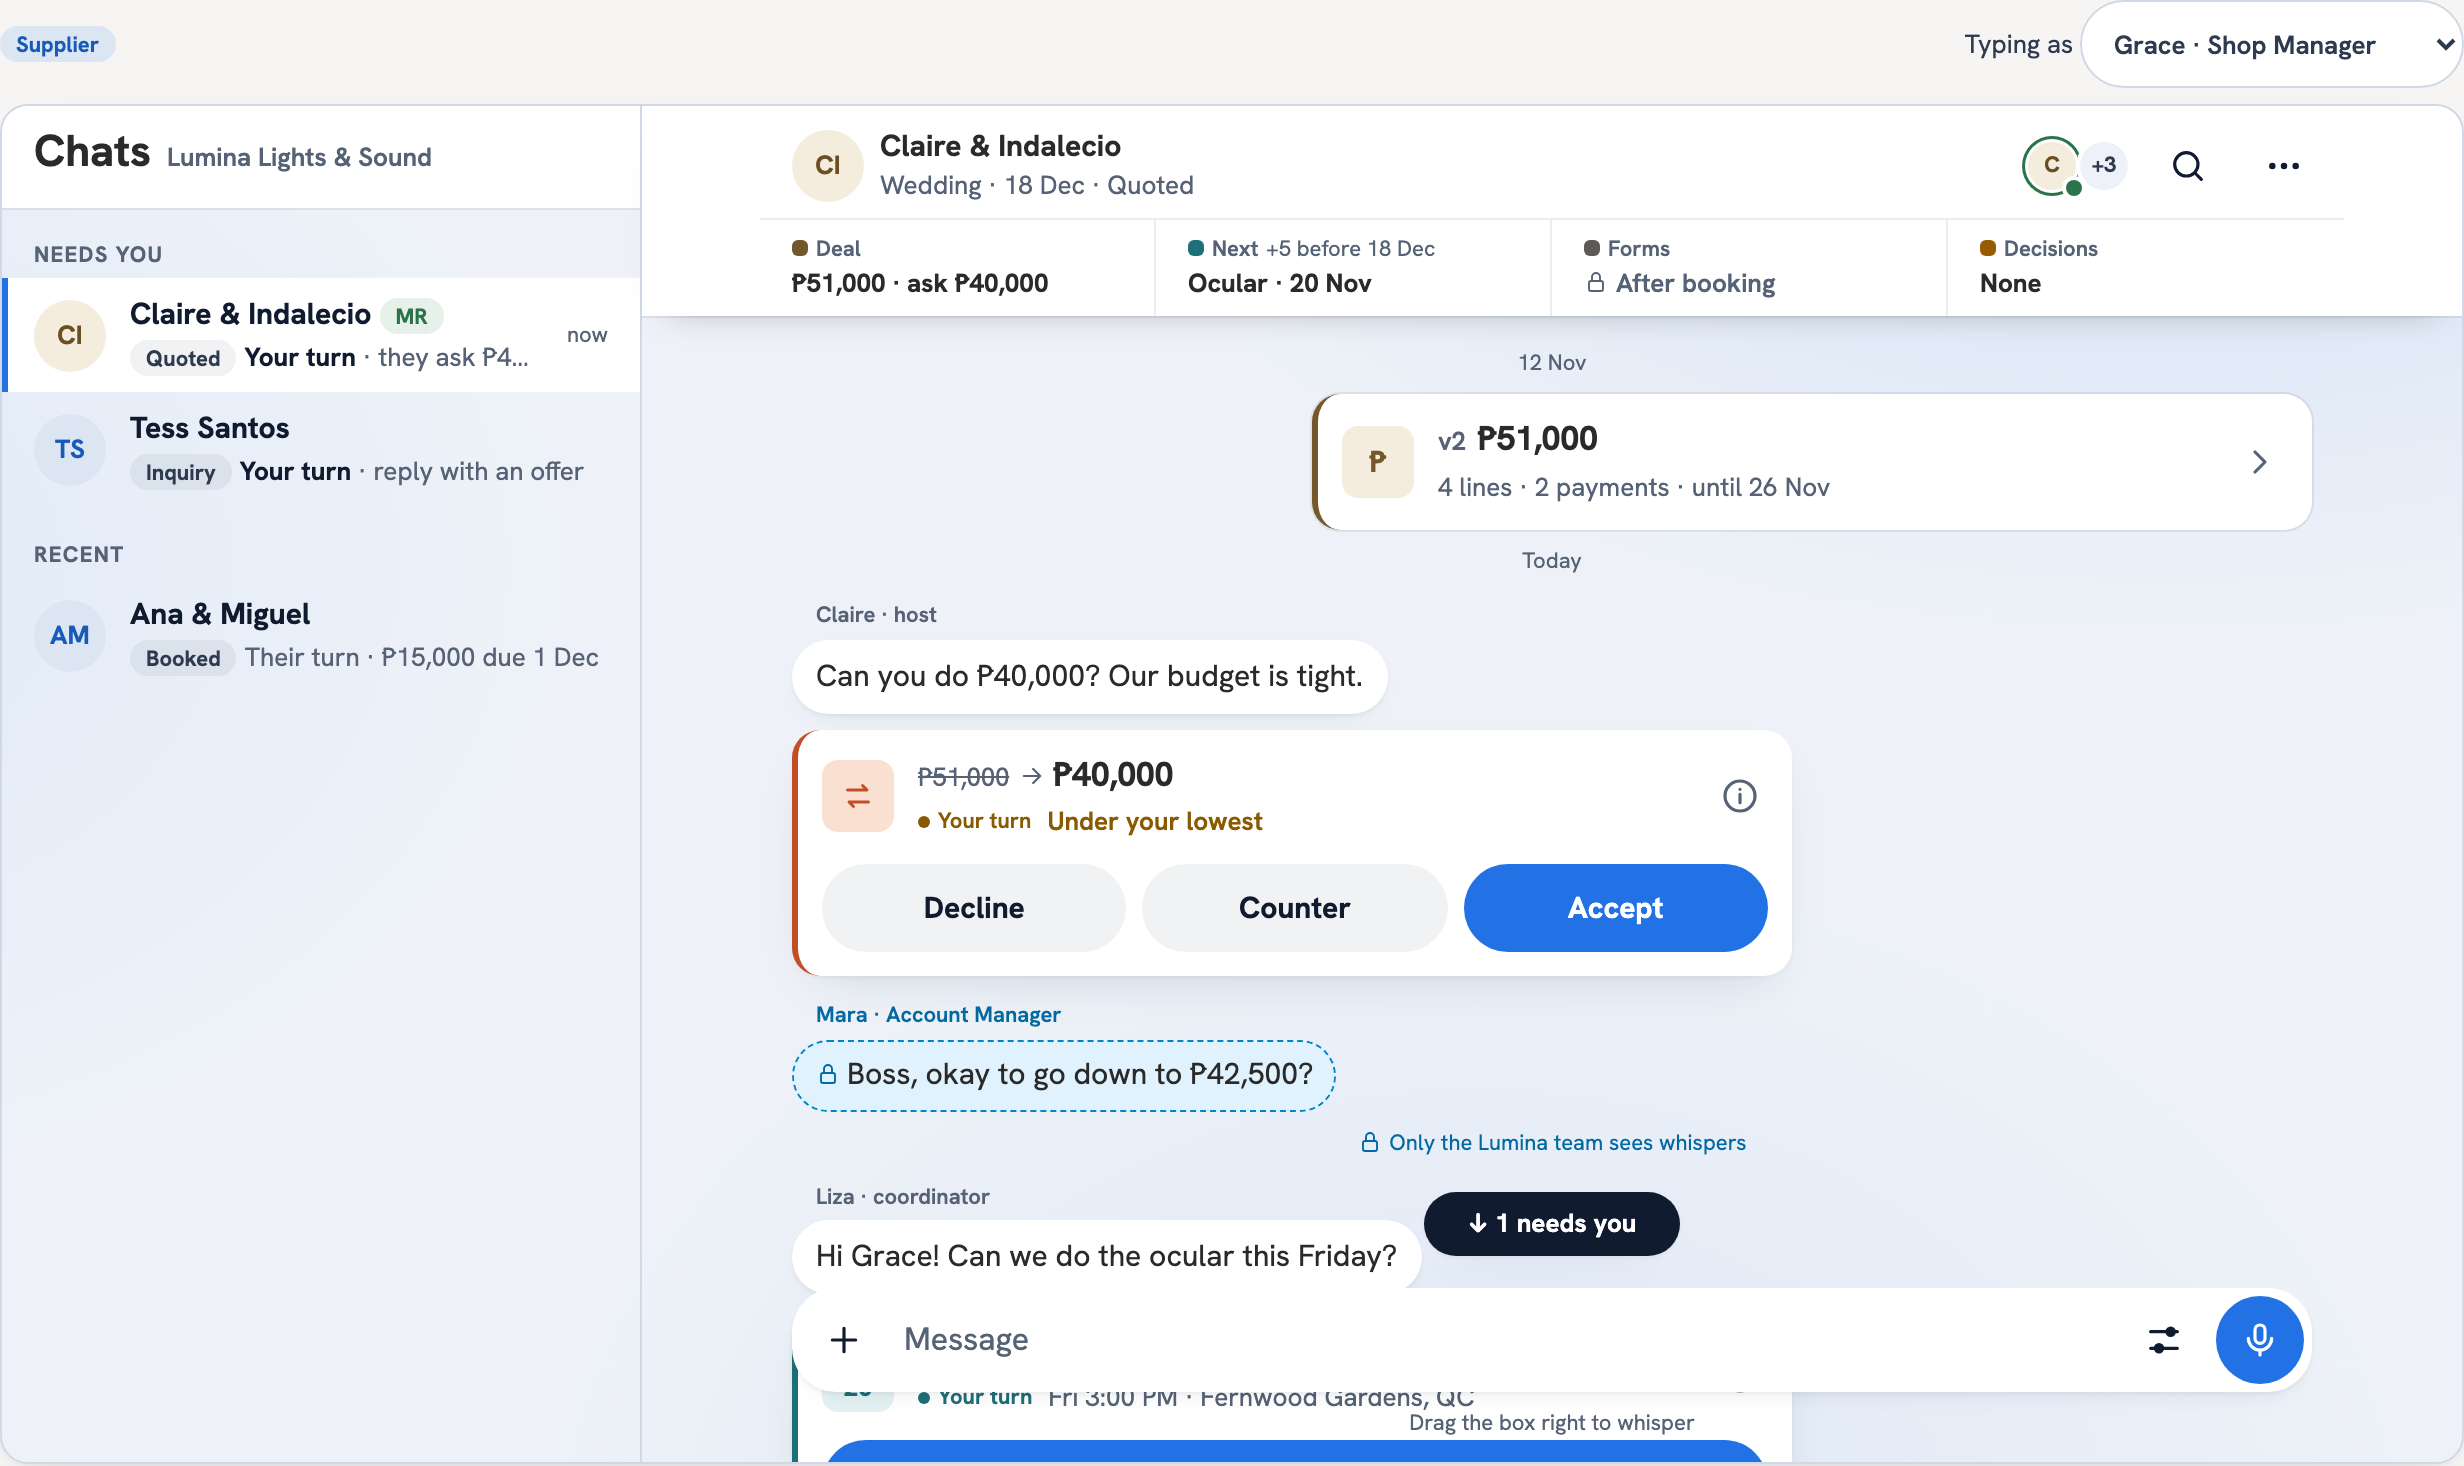 Supplier
Typing as
Grace · Shop Manager
Chats Lumina Lights & Sound
NEEDS YOU
CI
Claire & Indalecio MR
Quoted Your turn · they ask ₱4...
now
TS
Tess Santos
Inquiry Your turn · reply with an offer
RECENT
AM
Ana & Miguel
Booked Their turn · ₱15,000 due 1 Dec
CI
Claire & Indalecio
Wedding · 18 Dec · Quoted
C +3
Deal
₱51,000 · ask ₱40,000
Next +5 before 18 Dec
Ocular · 20 Nov
Forms
After booking
Decisions
None
12 Nov
₱
v2 ₱51,000
4 lines · 2 payments · until 26 Nov
Today
Claire · host
Can you do ₱40,000? Our budget is tight.
₱51,000 → ₱40,000
Your turn Under your lowest
Decline
Counter
Accept
Mara · Account Manager
Boss, okay to go down to ₱42,500?
Only the Lumina team sees whispers
Liza · coordinator
Hi Grace! Can we do the ocular this Friday?
↓ 1 needs you
Message
Your turn Fri 3:00 PM · Fernwood Gardens, QC
Drag the box right to whisper